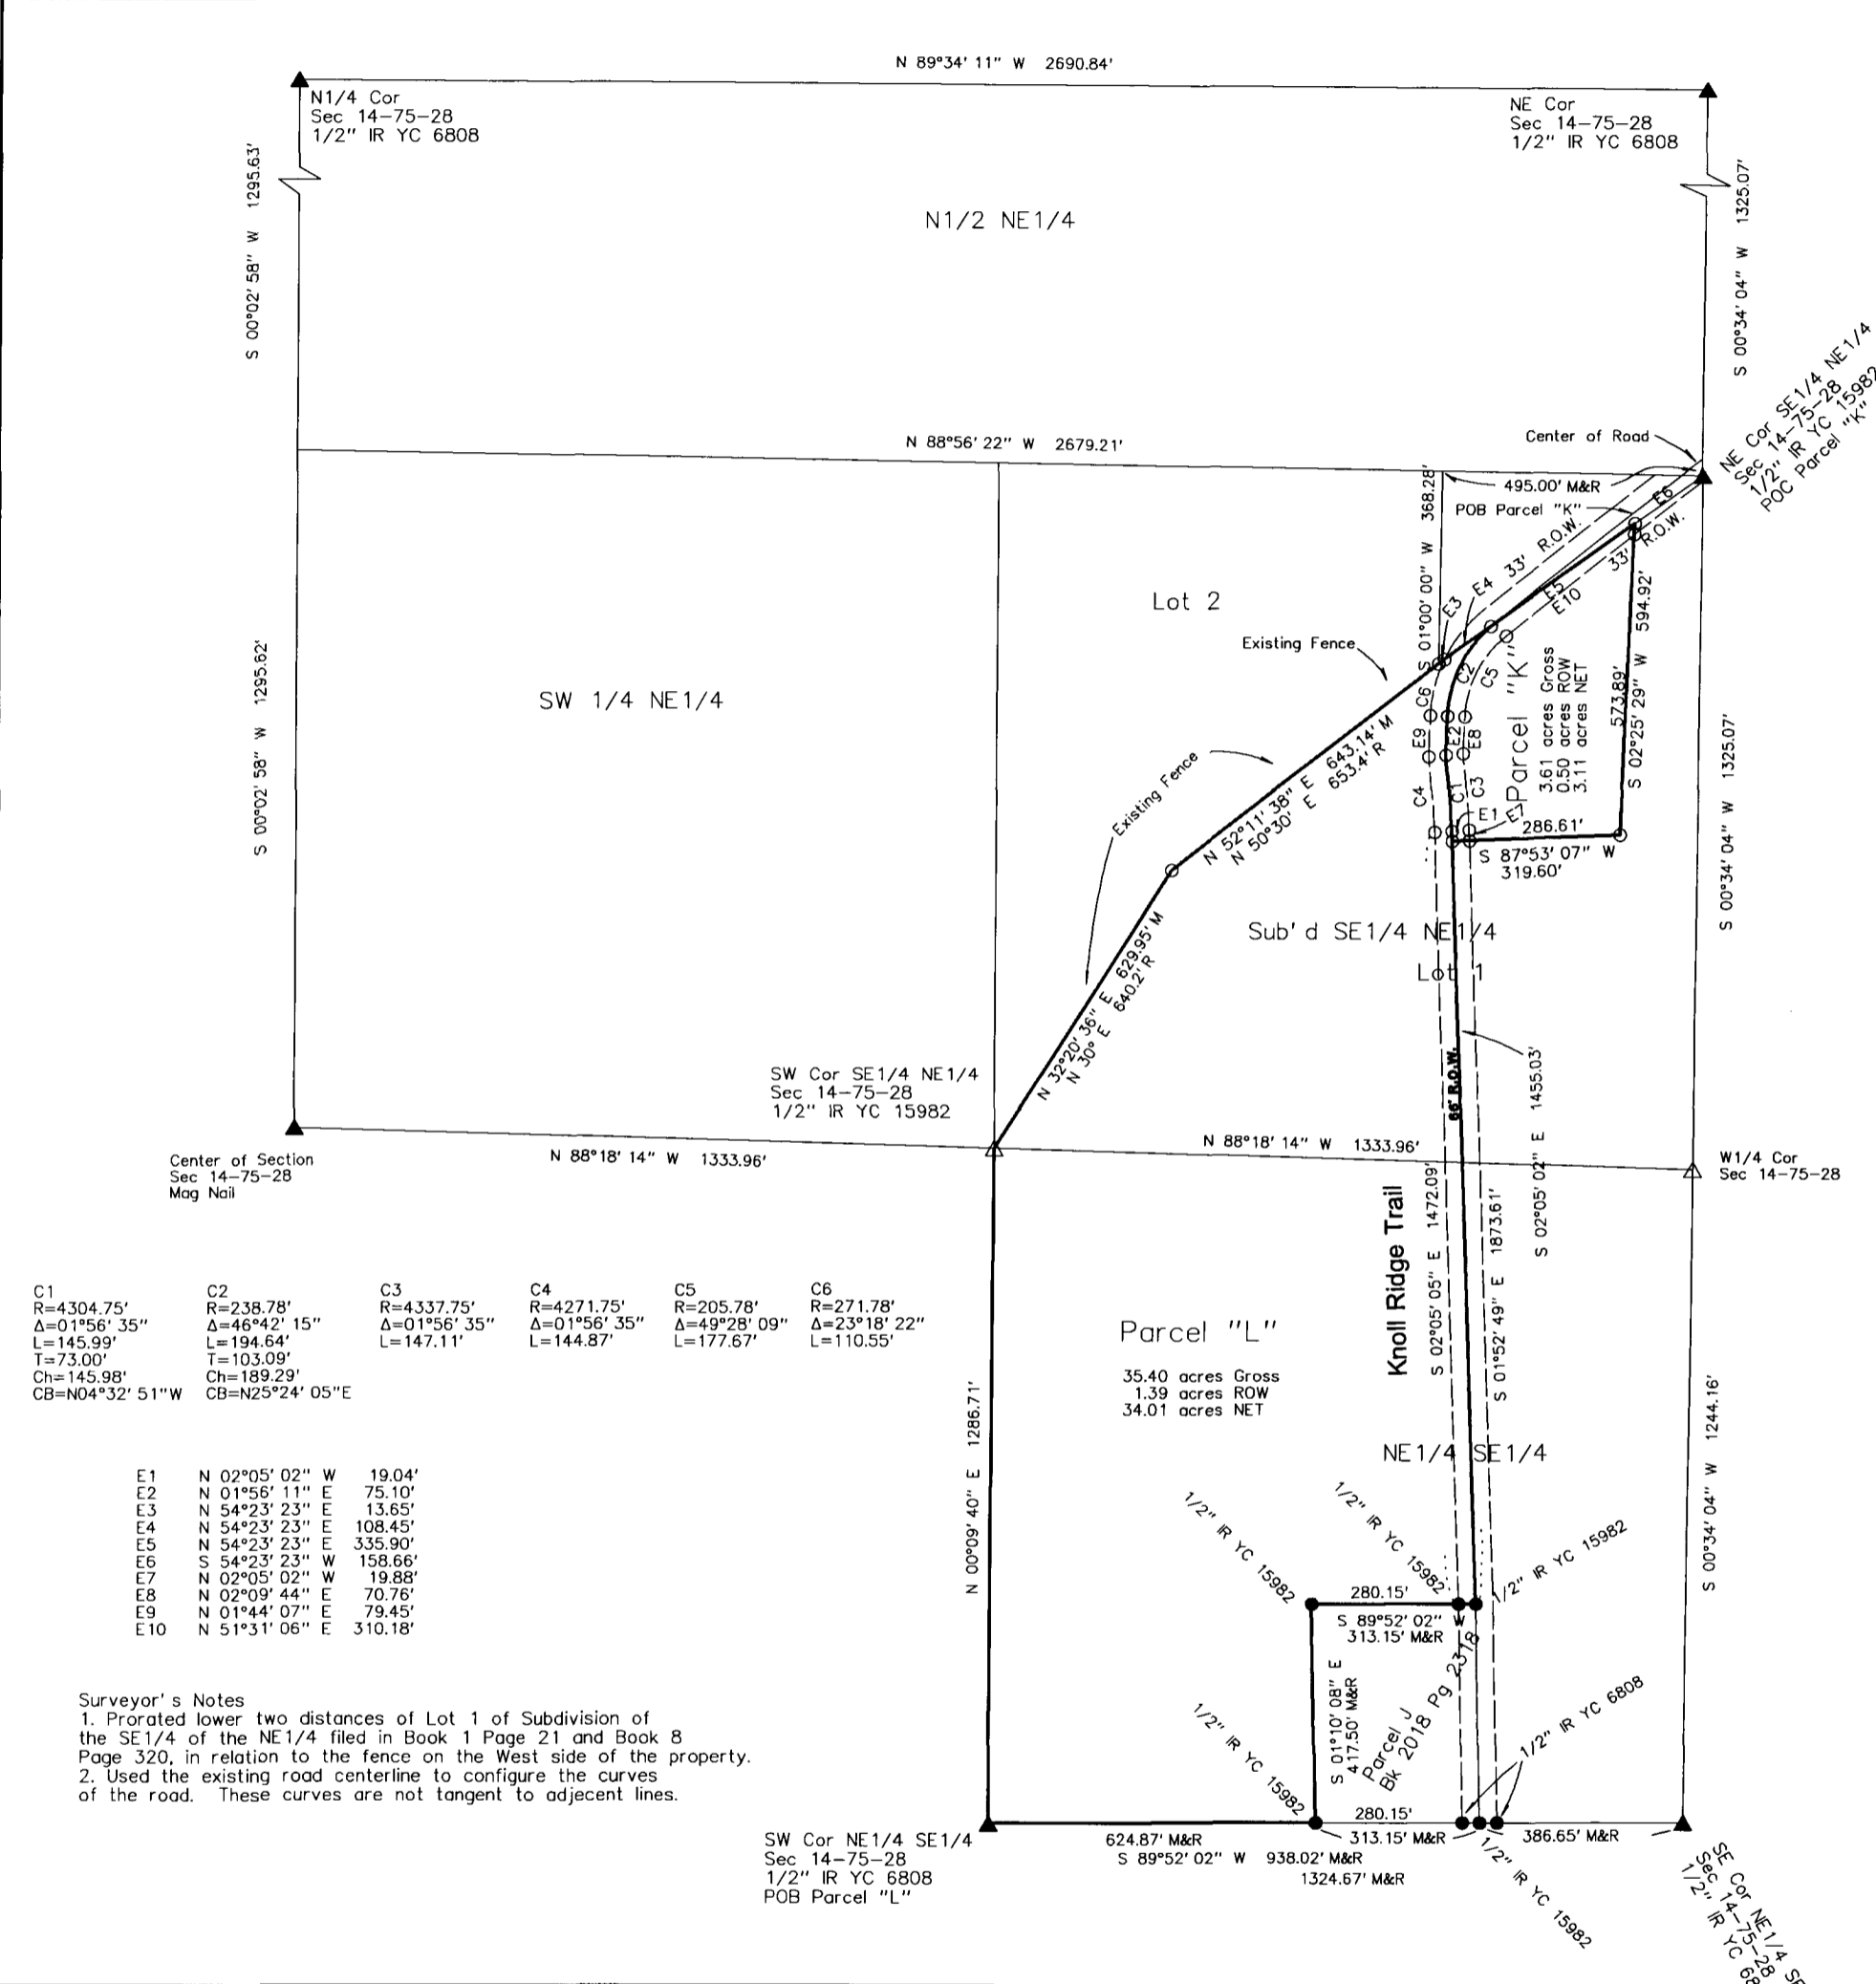 N 89°34' 11" W 2690.84'
N1/4 Cor
Sec 14-75-28
1/2" IR YC 6808
NE Cor
Sec 14-75-28
1/2" IR YC 6808
S 00°02' 58" W 1295.63'
S 00°34' 04" W 1325.07'
N1/2 NE1/4
NE Cor SE1/4 NE1/4
Sec 14-75-28
1/2" IR YC 15982
POC Parcel "K"
N 88°56' 22" W 2679.21'
Center of Road
495.00' M&R
POB Parcel "K"
S 01°00' 00" W 368.28'
E6
33' R.O.W.
33' R.O.W.
E3
E4
E5
E10
Lot 2
Existing Fence
SW 1/4 NE1/4
S 00°02' 58" W 1295.62'
C6
C2
C5
E9
E2
E8
C4
C1
C3
E1
E7
Parcel "K"
3.61 acres Gross
0.50 acres ROW
3.11 acres NET
573.89'
S 02°25' 29" W 594.92'
S 00°34' 04" W 1325.07'
286.61'
S 87°53' 07" W
319.60'
Existing Fence
N 52°11' 38" E 643.14' M
N 50°30' E 653.4' R
N 32°20' 36" E 629.95' M
N 30° E 640.2' R
Sub'd SE1/4 NE1/4
Lot 1
66' R.O.W.
S 02°05' 02" E 1455.03'
SW Cor SE1/4 NE1/4
Sec 14-75-28
1/2" IR YC 15982
N 88°18' 14" W 1333.96'
N 88°18' 14" W 1333.96'
Center of Section
Sec 14-75-28
Mag Nail
W1/4 Cor
Sec 14-75-28
Knoll Ridge Trail
S 02°05' 05" E 1472.09'
S 01°52' 49" E 1873.61'
C1
R=4304.75'
Δ=01°56' 35"
L=145.99'
T=73.00'
Ch=145.98'
CB=N04°32' 51"W
C2
R=238.78'
Δ=46°42' 15"
L=194.64'
T=103.09'
Ch=189.29'
CB=N25°24' 05"E
C3
R=4337.75'
Δ=01°56' 35"
L=147.11'
C4
R=4271.75'
Δ=01°56' 35"
L=144.87'
C5
R=205.78'
Δ=49°28' 09"
L=177.67'
C6
R=271.78'
Δ=23°18' 22"
L=110.55'
Parcel "L"
35.40 acres Gross
1.39 acres ROW
34.01 acres NET
N 00°09' 40" E 1286.71'
S 00°34' 04" W 1244.16'
NE1/4 SE1/4
E1 N 02°05' 02" W 19.04'
E2 N 01°56' 11" E 75.10'
E3 N 54°23' 23" E 13.65'
E4 N 54°23' 23" E 108.45'
E5 N 54°23' 23" E 335.90'
E6 S 54°23' 23" W 158.66'
E7 N 02°05' 02" W 19.88'
E8 N 02°09' 44" E 70.76'
E9 N 01°44' 07" E 79.45'
E10 N 51°31' 06" E 310.18'
1/2" IR YC 15982
1/2" IR YC 15982
1/2" IR YC 15982
280.15'
S 89°52' 02" W
313.15' M&R
S 01°10' 08" E
417.50' M&R
Parcel J
Bk 2018 Pg 2318
1/2" IR YC 6808
1/2" IR YC 15982
Surveyor's Notes
1. Prorated lower two distances of Lot 1 of Subdivision of
the SE1/4 of the NE1/4 filed in Book 1 Page 21 and Book 8
Page 320, in relation to the fence on the West side of the property.
2. Used the existing road centerline to configure the curves
of the road. These curves are not tangent to adjecent lines.
SW Cor NE1/4 SE1/4
Sec 14-75-28
1/2" IR YC 6808
POB Parcel "L"
280.15'
624.87' M&R
313.15' M&R
386.65' M&R
S 89°52' 02" W 938.02' M&R
1324.67' M&R
1/2" IR YC 15982
SE Cor NE1/4
Sec 14-75-28
1/2" IR YC